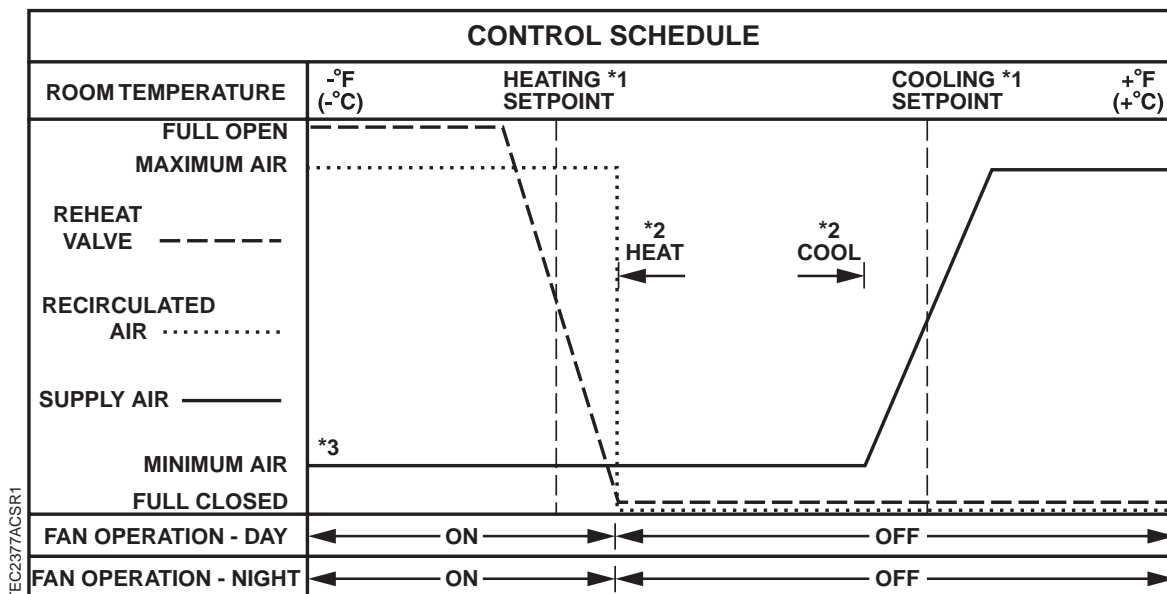 CONTROL SCHEDULE
ROOM TEMPERATURE
-°F
(-°C)
HEATING *1
SETPOINT
COOLING *1
SETPOINT
+°F
(+°C)
FULL OPEN
MAXIMUM AIR
REHEAT
VALVE
*2
HEAT
*2
COOL
RECIRCULATED
AIR
SUPPLY AIR
*3
MINIMUM AIR
FULL CLOSED
FAN OPERATION - DAY
ON
OFF
FAN OPERATION - NIGHT
ON
OFF
TEC2377ACSR1